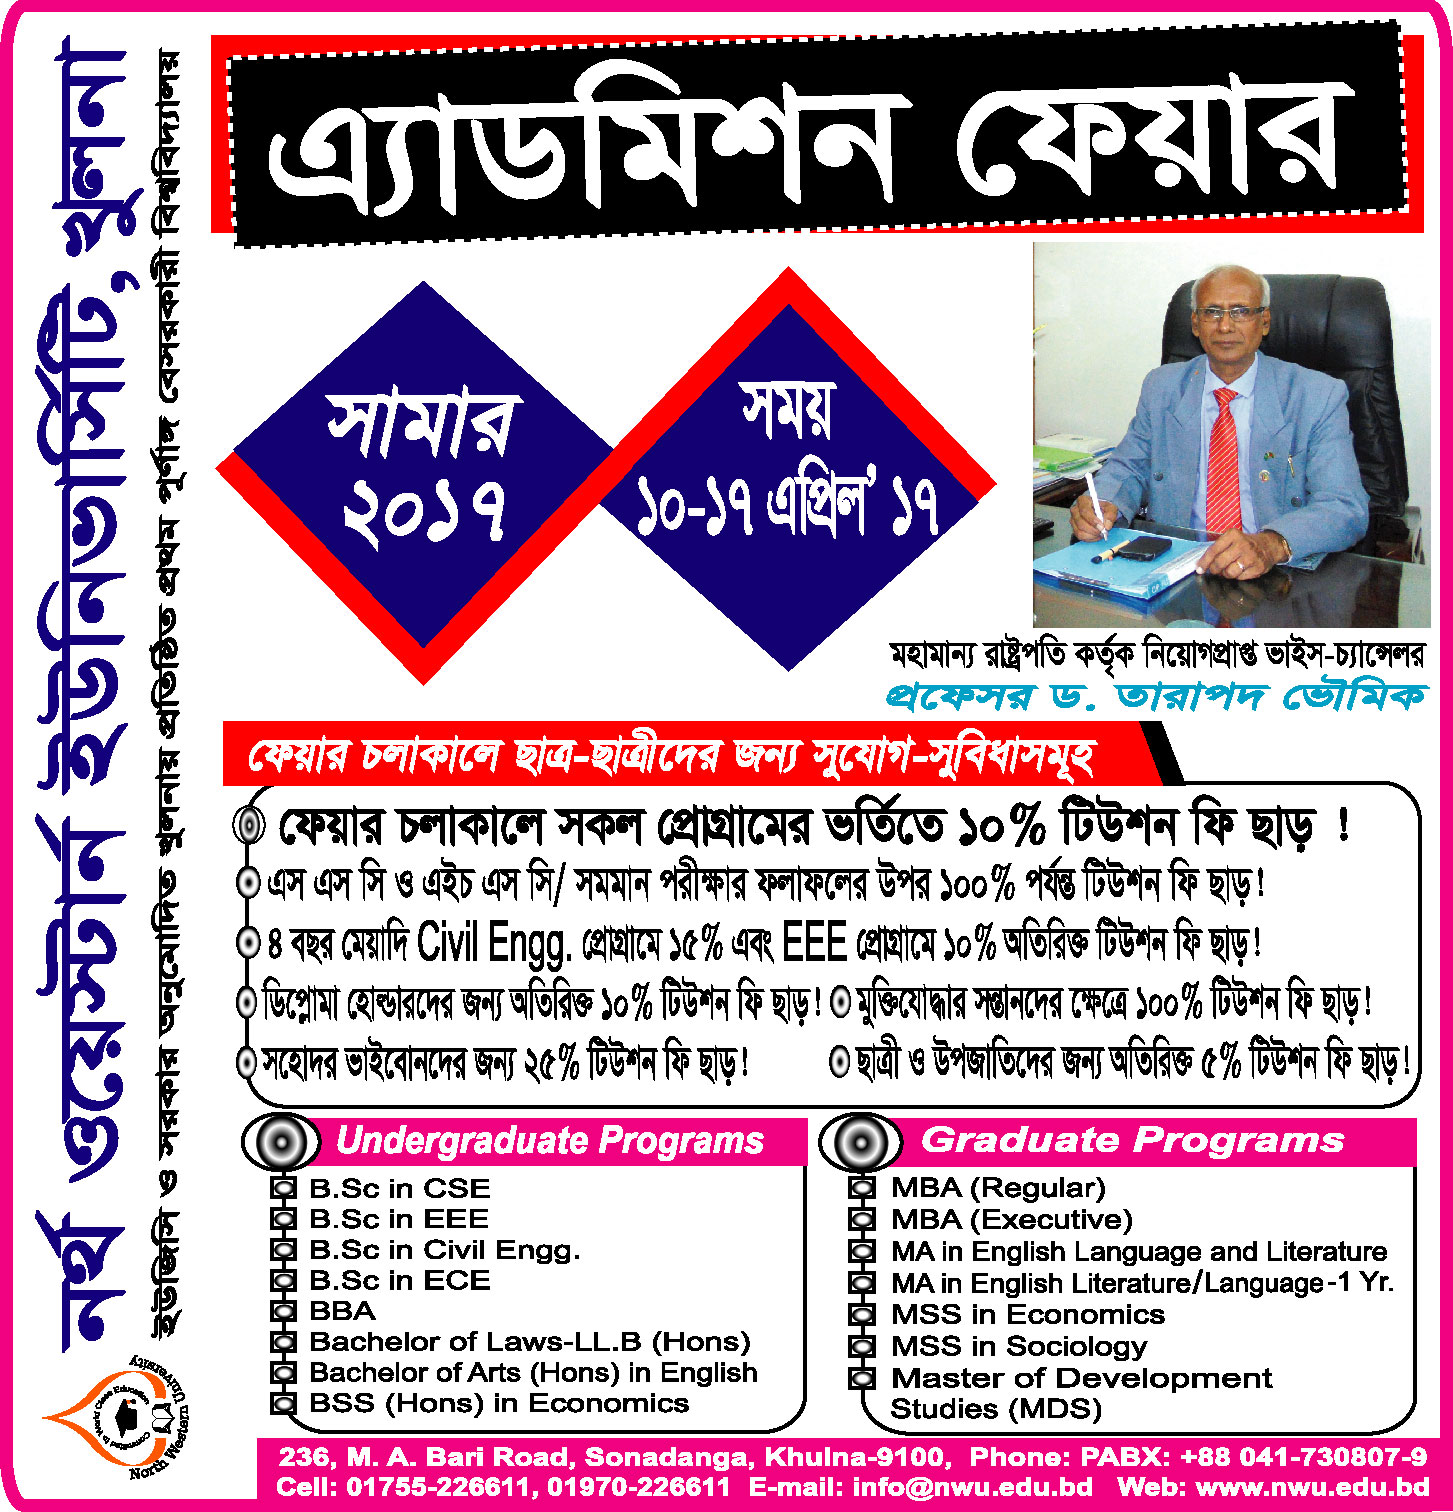 নর্থ ওয়েস্টার্ন ইউনিভার্সিটি, খুলনা
ইউজিসি ও সরকার অনুমোদিত খুলনায় প্রতিষ্ঠিত প্রথম পূর্ণাঙ্গ বেসরকারী বিশ্ববিদ্যালয়
North Western University
Committed to World Class Education
এ্যাডমিশন ফেয়ার
সামার
২০১৭
সময়
১০-১৭ এপ্রিল’ ১৭
মহামান্য রাষ্ট্রপতি কর্তৃক নিয়োগপ্রাপ্ত ভাইস-চ্যান্সেলর
প্রফেসর ড. তারাপদ ভৌমিক
ফেয়ার চলাকালে ছাত্র-ছাত্রীদের জন্য সুযোগ-সুবিধাসমূহ
ফেয়ার চলাকালে সকল প্রোগ্রামের ভর্তিতে ১০% টিউশন ফি ছাড় !
এস এস সি ও এইচ এস সি/ সমমান পরীক্ষার ফলাফলের উপর ১০০% পর্যন্ত টিউশন ফি ছাড়!
৪ বছর মেয়াদি Civil Engg. প্রোগ্রামে ১৫% এবং EEE প্রোগ্রামে ১০% অতিরিক্ত টিউশন ফি ছাড়!
ডিপ্লোমা হোল্ডারদের জন্য অতিরিক্ত ১০% টিউশন ফি ছাড়! মুক্তিযোদ্ধার সন্তানদের ক্ষেত্রে ১০০% টিউশন ফি ছাড়!
সহোদর ভাইবোনদের জন্য ২৫% টিউশন ফি ছাড়! ছাত্রী ও উপজাতিদের জন্য অতিরিক্ত ৫% টিউশন ফি ছাড়!
Undergraduate Programs
B.Sc in CSE
B.Sc in EEE
B.Sc in Civil Engg.
B.Sc in ECE
BBA
Bachelor of Laws-LL.B (Hons)
Bachelor of Arts (Hons) in English
BSS (Hons) in Economics
Graduate Programs
MBA (Regular)
MBA (Executive)
MA in English Language and Literature
MA in English Literature/Language-1 Yr.
MSS in Economics
MSS in Sociology
Master of Development
Studies (MDS)
236, M. A. Bari Road, Sonadanga, Khulna-9100, Phone: PABX: +88 041-730807-9
Cell: 01755-226611, 01970-226611 E-mail: info@nwu.edu.bd Web: www.nwu.edu.bd